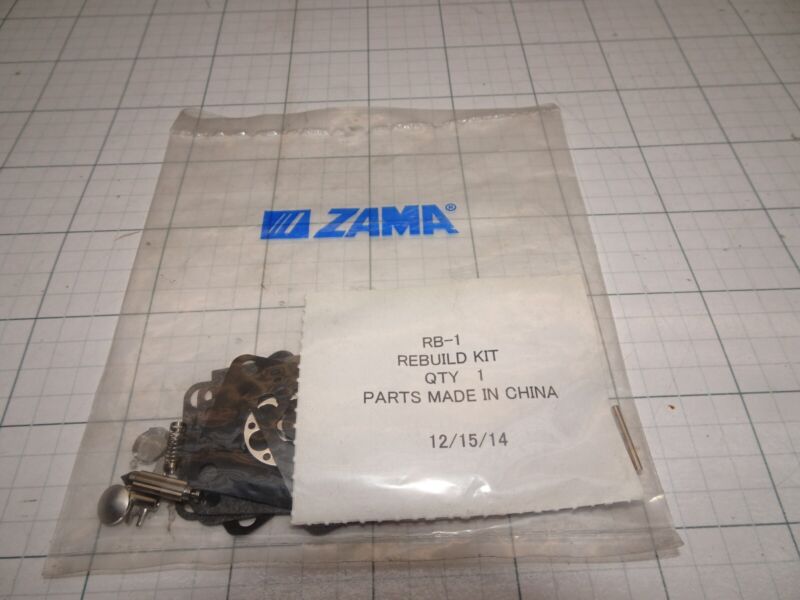 ZAMA®
RB-1
REBUILD KIT
QTY 1
PARTS MADE IN CHINA
12/15/14